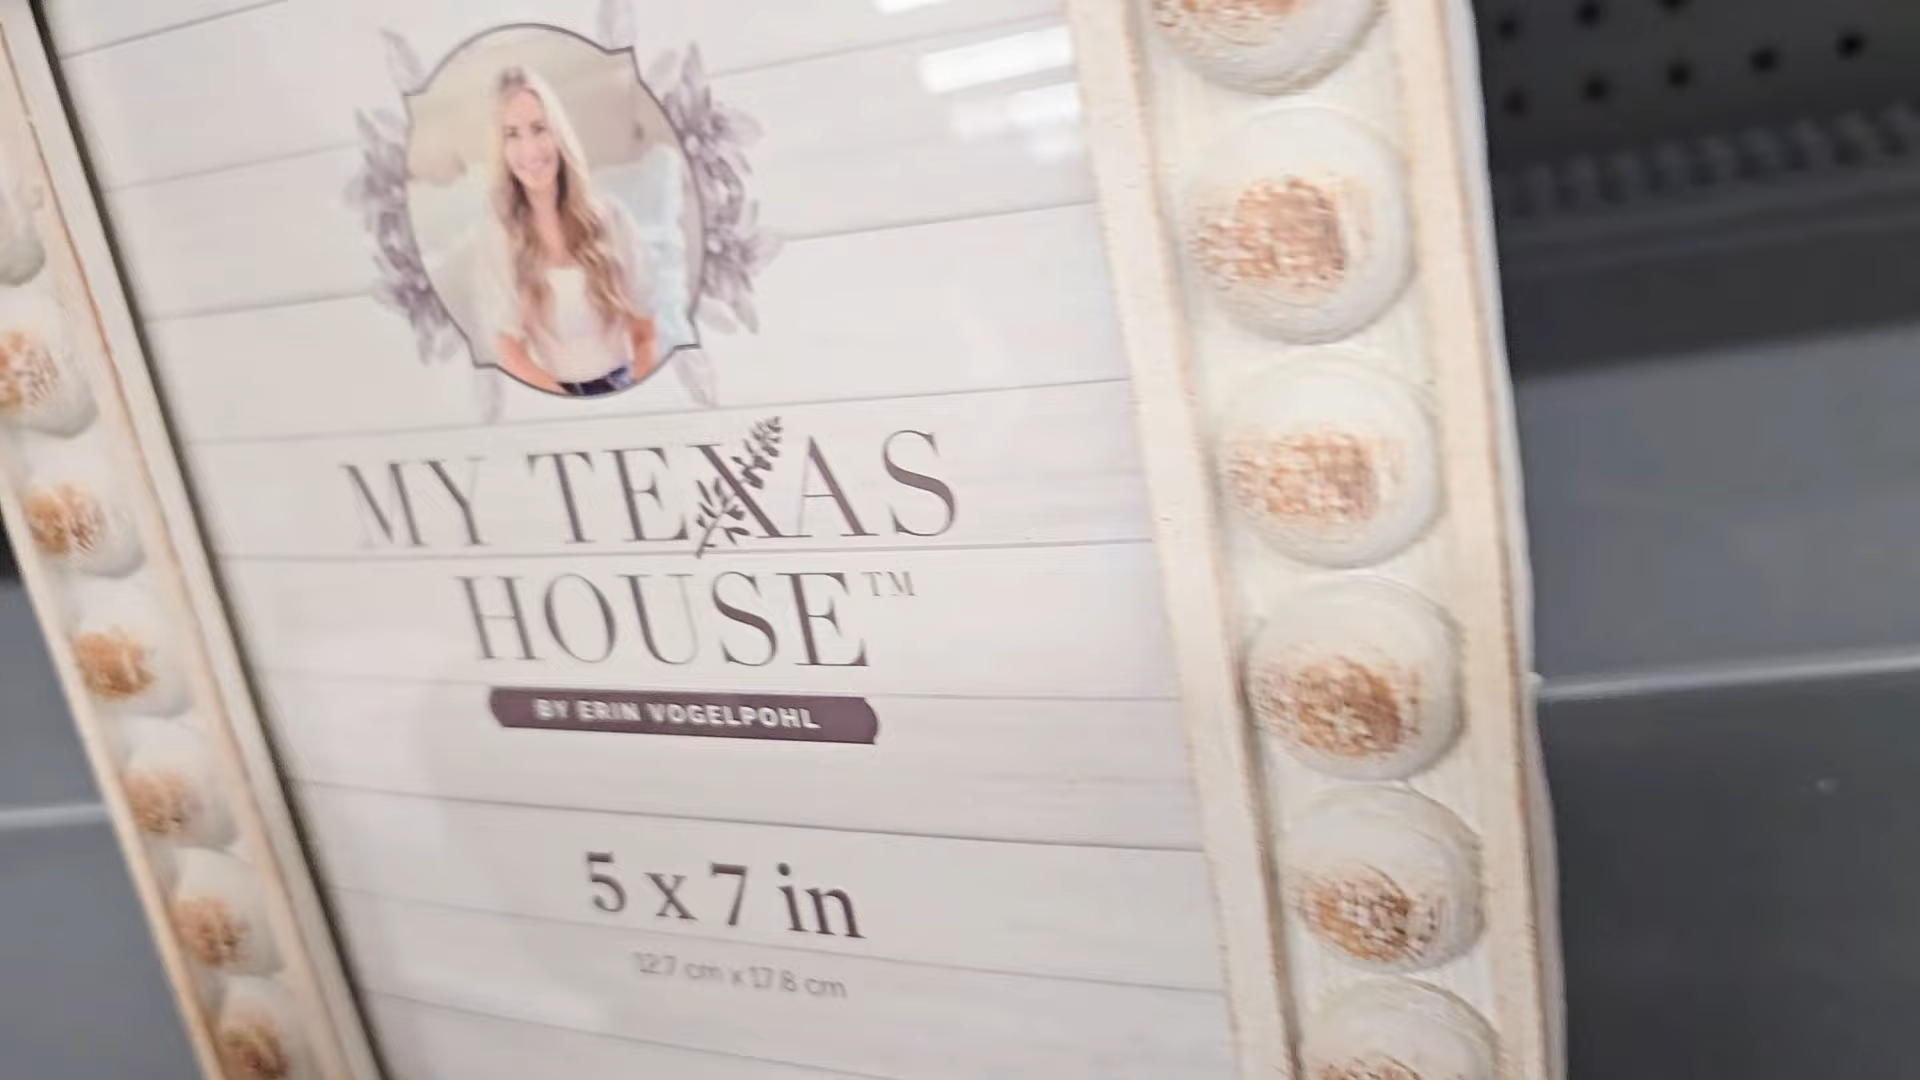 MY TEXAS
HOUSE™
BY ERIN VOGELPOHL
5 x 7 in
12.7 cm x 17.8 cm